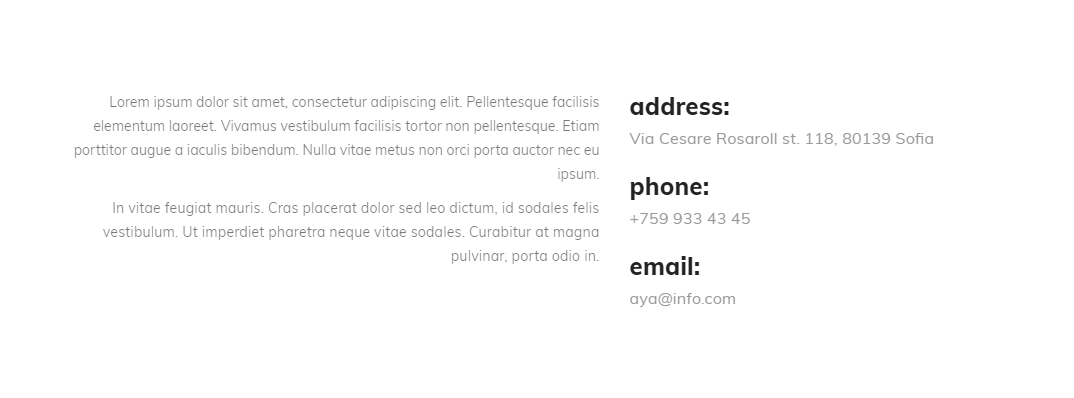 Lorem ipsum dolor sit amet, consectetur adipiscing elit. Pellentesque facilisis
elementum laoreet. Vivamus vestibulum facilisis tortor non pellentesque. Etiam
porttitor augue a iaculis bibendum. Nulla vitae metus non orci porta auctor nec eu
ipsum.
In vitae feugiat mauris. Cras placerat dolor sed leo dictum, id sodales felis
vestibulum. Ut imperdiet pharetra neque vitae sodales. Curabitur at magna
pulvinar, porta odio in.
address:
Via Cesare Rosaroll st. 118, 80139 Sofia
phone:
+759 933 43 45
email:
aya@info.com